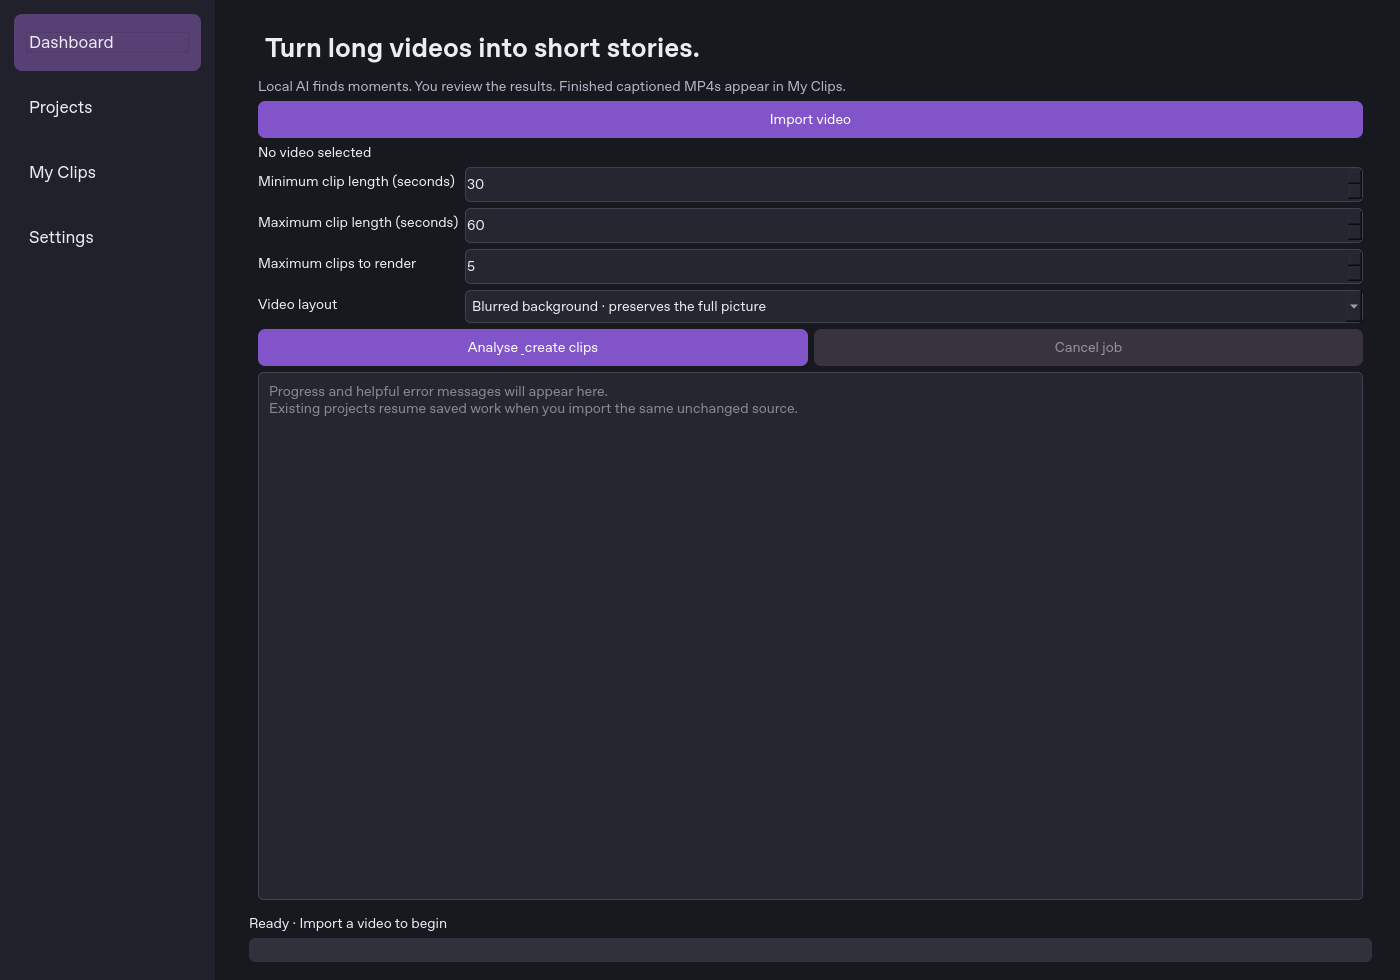 Dashboard
Projects
My Clips
Settings
Turn long videos into short stories.
Local AI finds moments. You review the results. Finished captioned MP4s appear in My Clips.
Import video
No video selected
Minimum clip length (seconds)
30
Maximum clip length (seconds)
60
Maximum clips to render
5
Video layout
Blurred background · preserves the full picture
Analyse _create clips
Cancel job
Progress and helpful error messages will appear here.
Existing projects resume saved work when you import the same unchanged source.
Ready · Import a video to begin